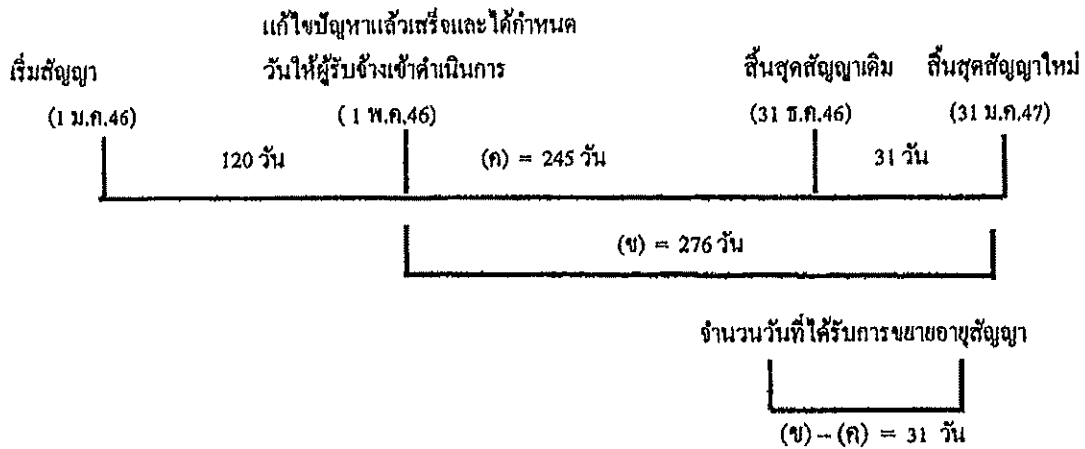 แก้ไขปัญหาแล้วเสร็จและได้กำหนด
เริ่มสัญญา วันให้ผู้รับจ้างเข้าดำเนินการ สิ้นสุดสัญญาเดิม สิ้นสุดสัญญาใหม่
(1 ม.ค.46) ( 1 พ.ค.46) (31 ธ.ค.46) (31 ม.ค.47)
120 วัน (ค) = 245 วัน 31 วัน
(ข) = 276 วัน
จำนวนวันที่ได้รับการขยายอายุสัญญา
(ข) – (ค) = 31 วัน